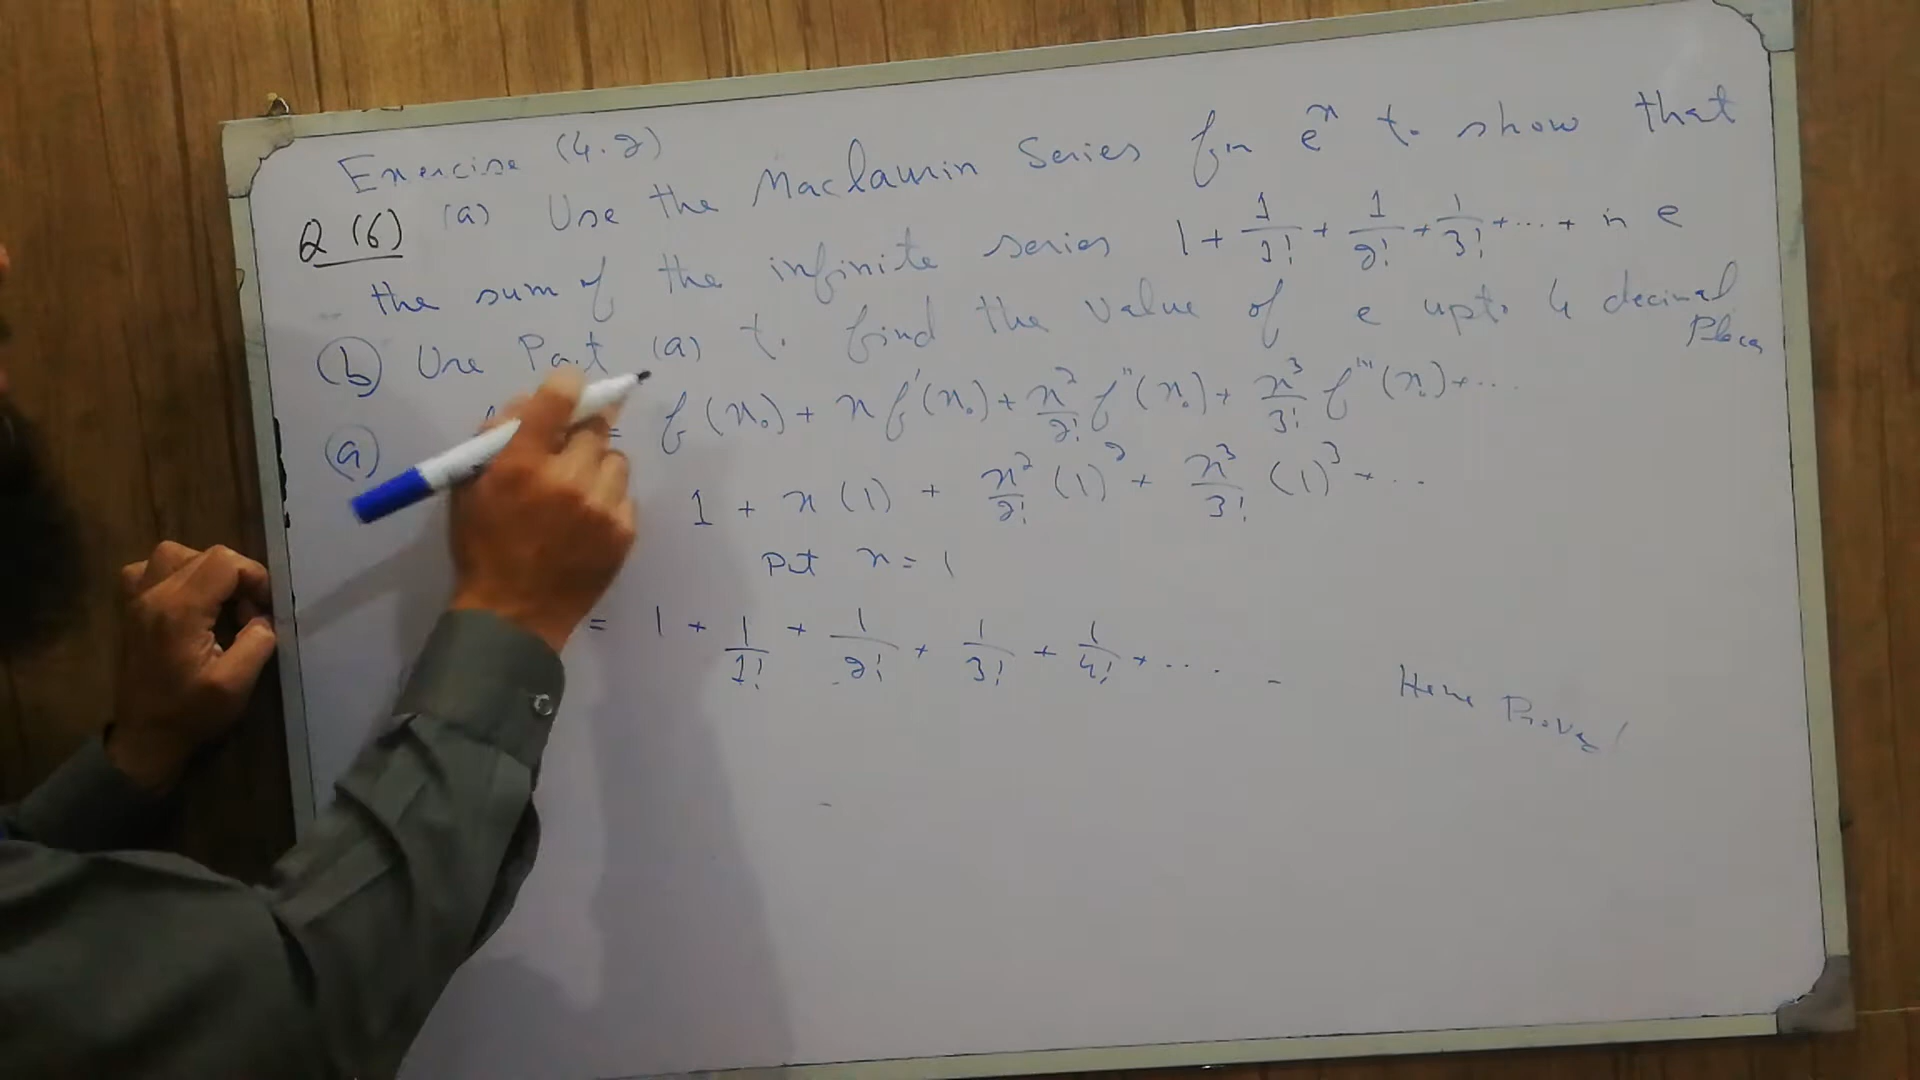 Exercise (4.2)
Q (6) (a) Use the Maclaurin Series for e^x to show that
the sum of the infinite series 1 + 1/1! + 1/2! + 1/3! + ... + is e
(b) Use Part (a) to find the value of e upto 4 decimal
Places
(a) = f(x₀) + x f'(x₀) + x²/2! f''(x₀) + x³/3! f'''(x₀) + ...
1 + x(1) + x²/2! (1)² + x³/3! (1)³ + ...
Put x = 1
= 1 + 1/1! + 1/2! + 1/3! + 1/4! + ....
Proved